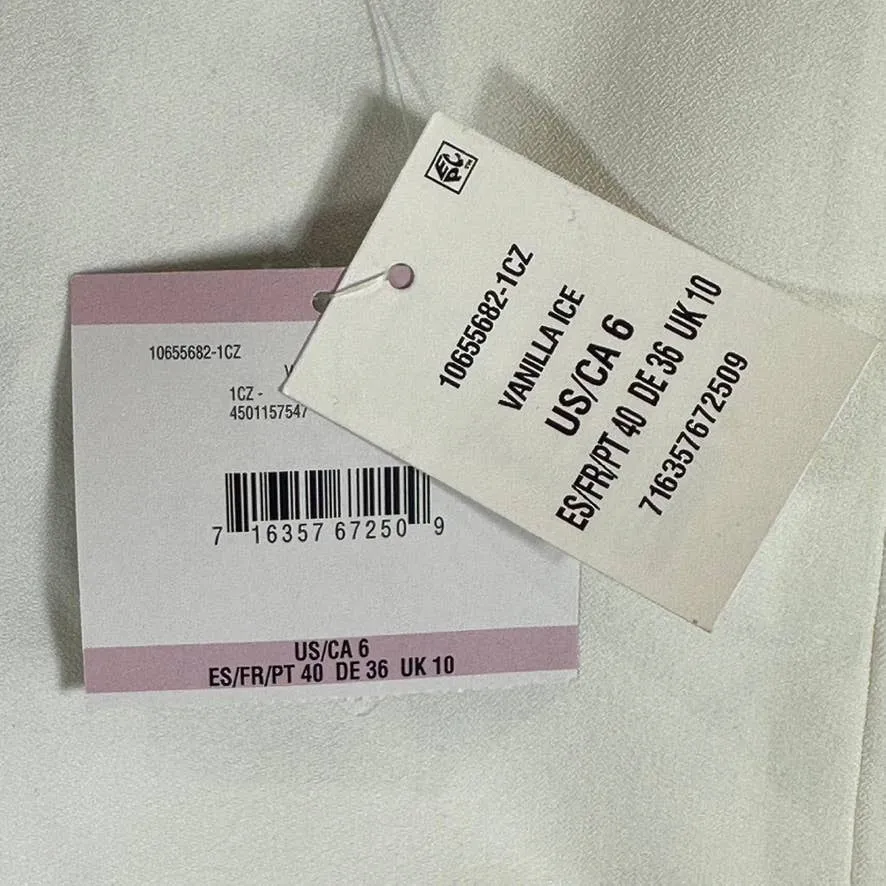 10655682-1CZ
1CZ -
4501157547
7 16357 67250 9
US/CA 6
ES/FR/PT 40 DE 36 UK 10
EPC™
10655682-1CZ
VANILLA ICE
US/CA 6
ES/FR/PT 40 DE 36 UK 10
716357672509